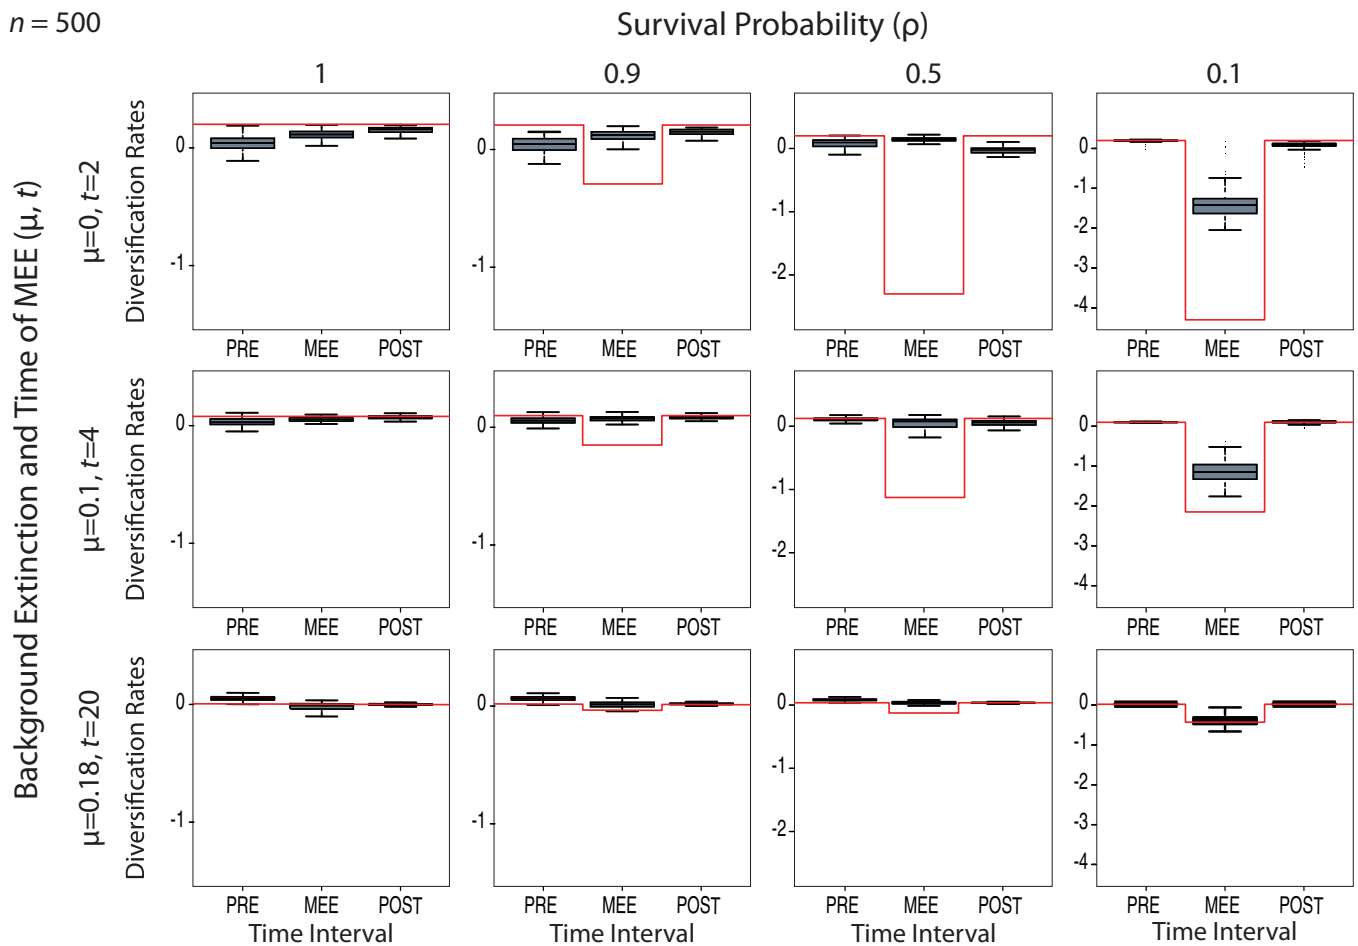 n = 500
Survival Probability (ρ)
1
0.9
0.5
0.1
Background Extinction and Time of MEE (μ, t)
μ=0, t=2
Diversification Rates
0
-1
PRE MEE POST
0
-1
PRE MEE POST
0
-1
-2
PRE MEE POST
0
-1
-2
-3
-4
PRE MEE POST
μ=0.1, t=4
Diversification Rates
0
-1
PRE MEE POST
0
-1
PRE MEE POST
0
-1
-2
PRE MEE POST
0
-1
-2
-3
-4
PRE MEE POST
μ=0.18, t=20
Diversification Rates
0
-1
PRE MEE POST
Time Interval
0
-1
PRE MEE POST
Time Interval
0
-1
-2
PRE MEE POST
Time Interval
0
-1
-2
-3
-4
PRE MEE POST
Time Interval